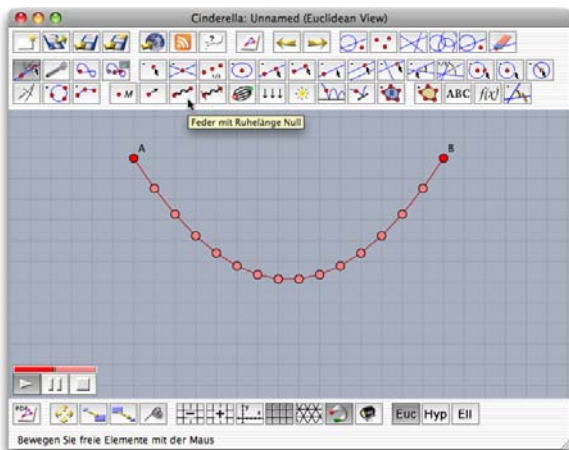 Cinderella: Unnamed (Euclidean View)
M
ABC f(x)
Feder mit Ruhelänge Null
A B
Euc Hyp Ell
Bewegen Sie freie Elemente mit der Maus